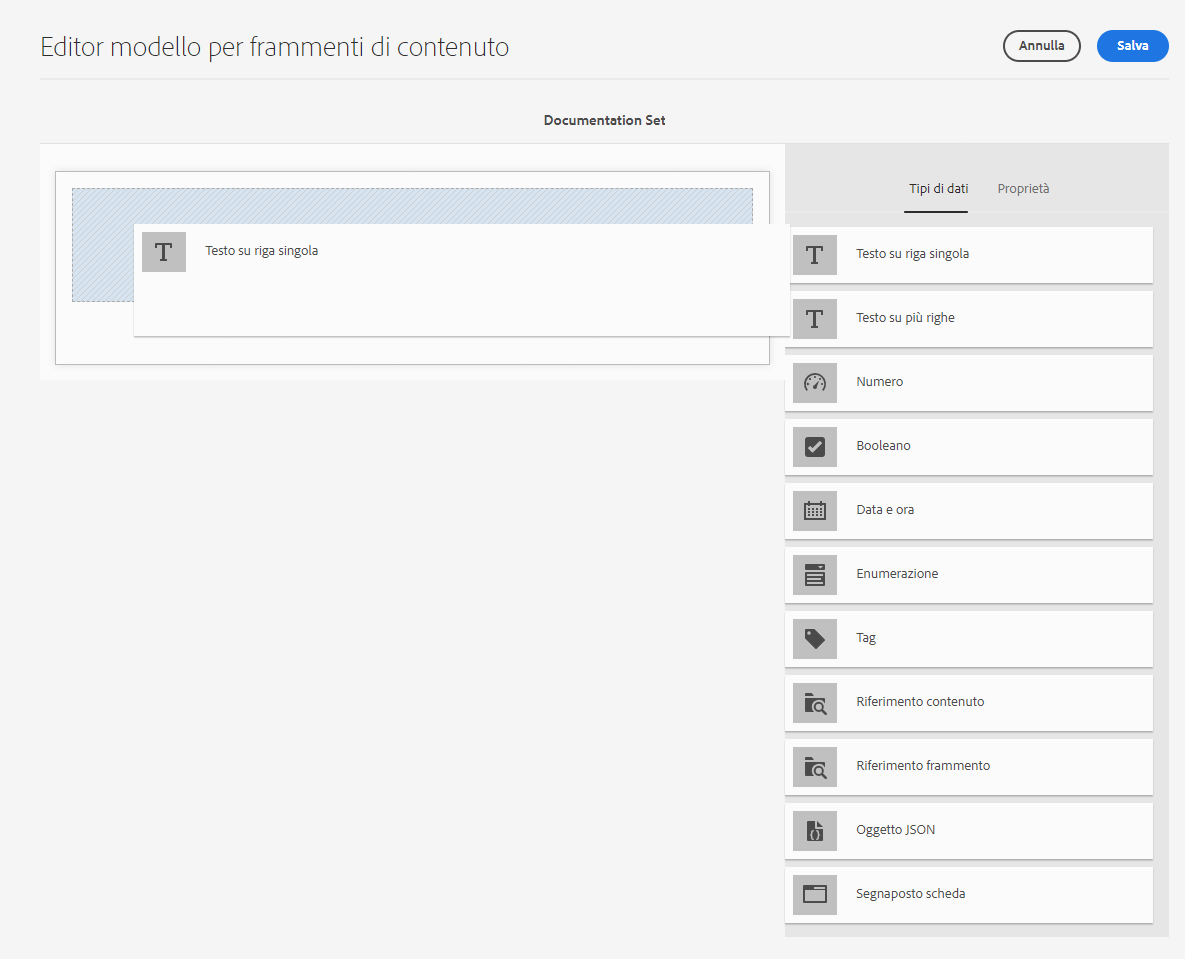 Editor modello per frammenti di contenuto
Annulla
Salva
Documentation Set
Tipi di dati
Proprietà
Testo su riga singola
Testo su riga singola
Testo su più righe
Numero
Booleano
Data e ora
Enumerazione
Tag
Riferimento contenuto
Riferimento frammento
Oggetto JSON
Segnaposto scheda